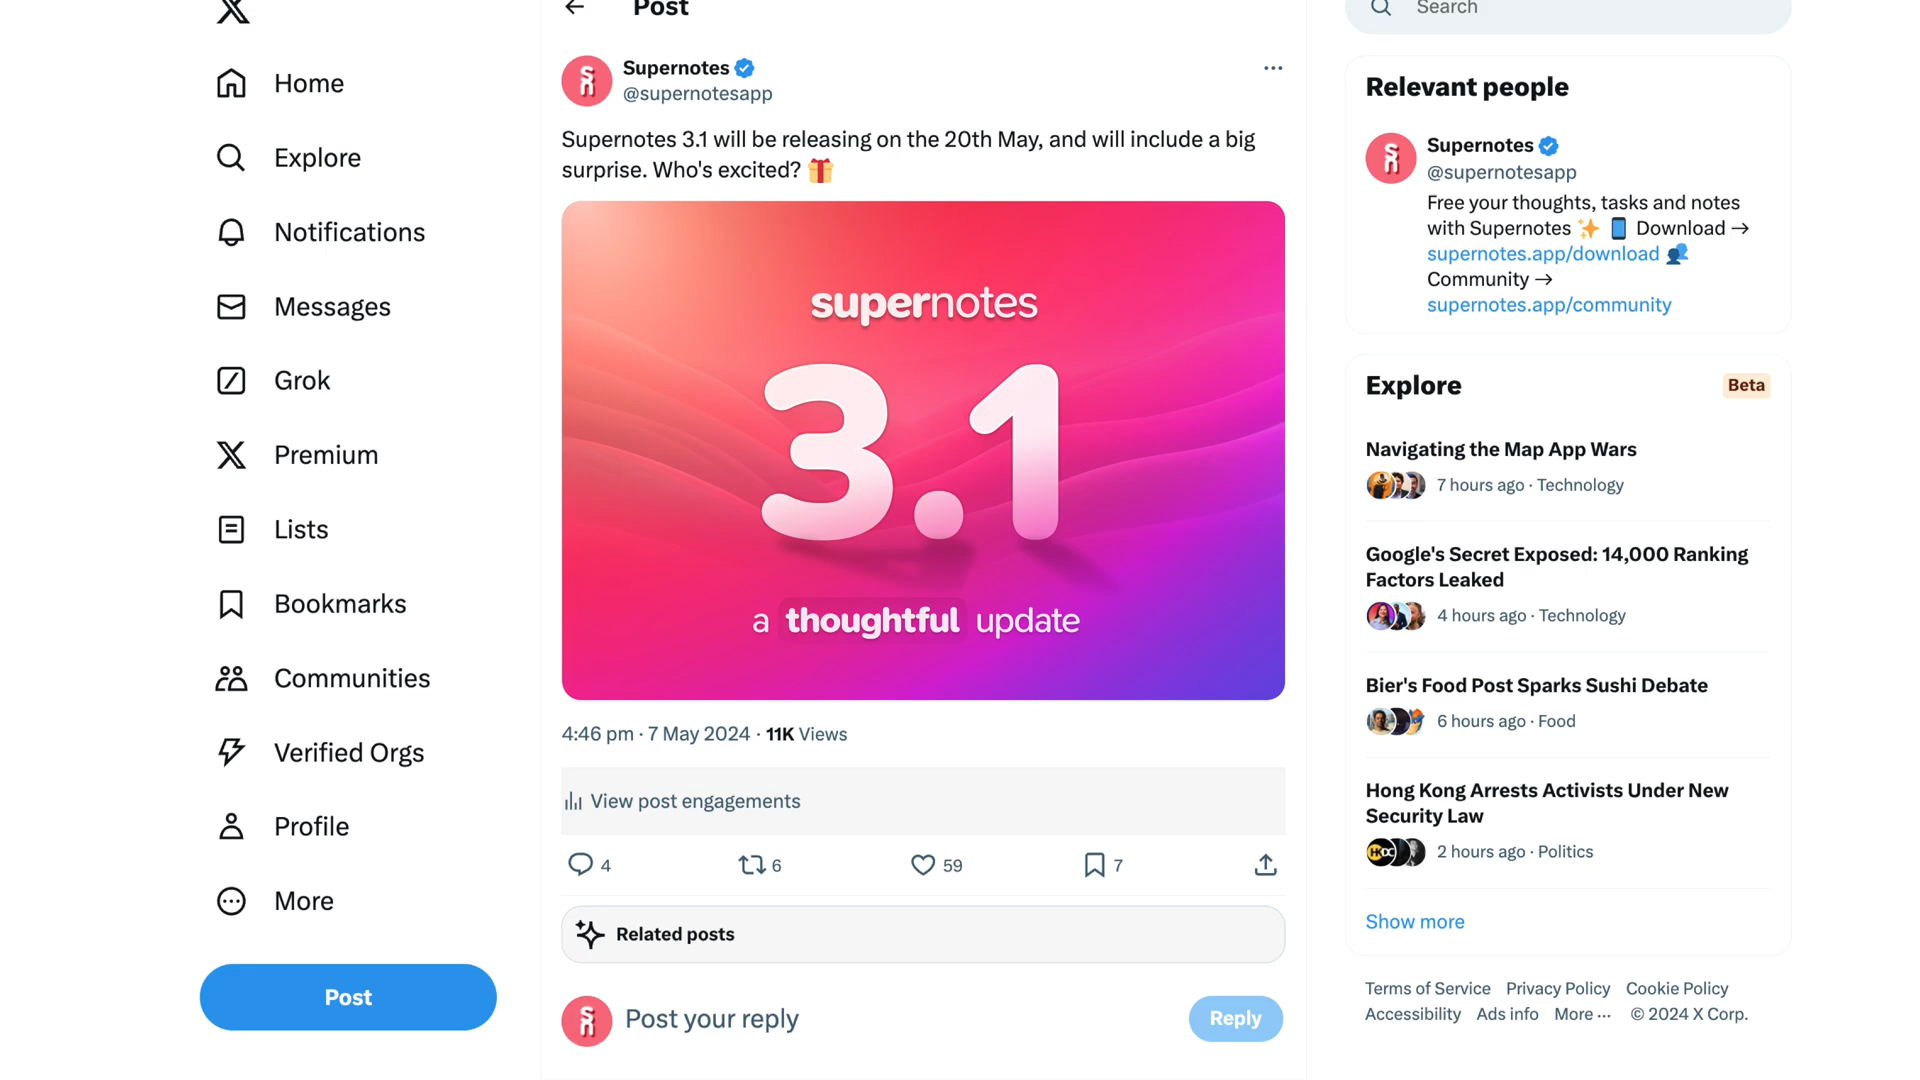 Home
Explore
Notifications
Messages
Grok
Premium
Lists
Bookmarks
Communities
Verified Orgs
Profile
More
Post
Post
Supernotes
@supernotesapp
Supernotes 3.1 will be releasing on the 20th May, and will include a big
surprise. Who's excited? 🎁
supernotes
3.1
a thoughtful update
4:46 pm · 7 May 2024 · 11K Views
View post engagements
4 6 59 7
Related posts
Post your reply
Reply
Search
Relevant people
Supernotes
@supernotesapp
Free your thoughts, tasks and notes
with Supernotes ✨ 📱 Download →
supernotes.app/download 👥
Community →
supernotes.app/community
Explore Beta
Navigating the Map App Wars
7 hours ago · Technology
Google's Secret Exposed: 14,000 Ranking
Factors Leaked
4 hours ago · Technology
Bier's Food Post Sparks Sushi Debate
6 hours ago · Food
Hong Kong Arrests Activists Under New
Security Law
2 hours ago · Politics
Show more
Terms of Service Privacy Policy Cookie Policy
Accessibility Ads info More ··· © 2024 X Corp.